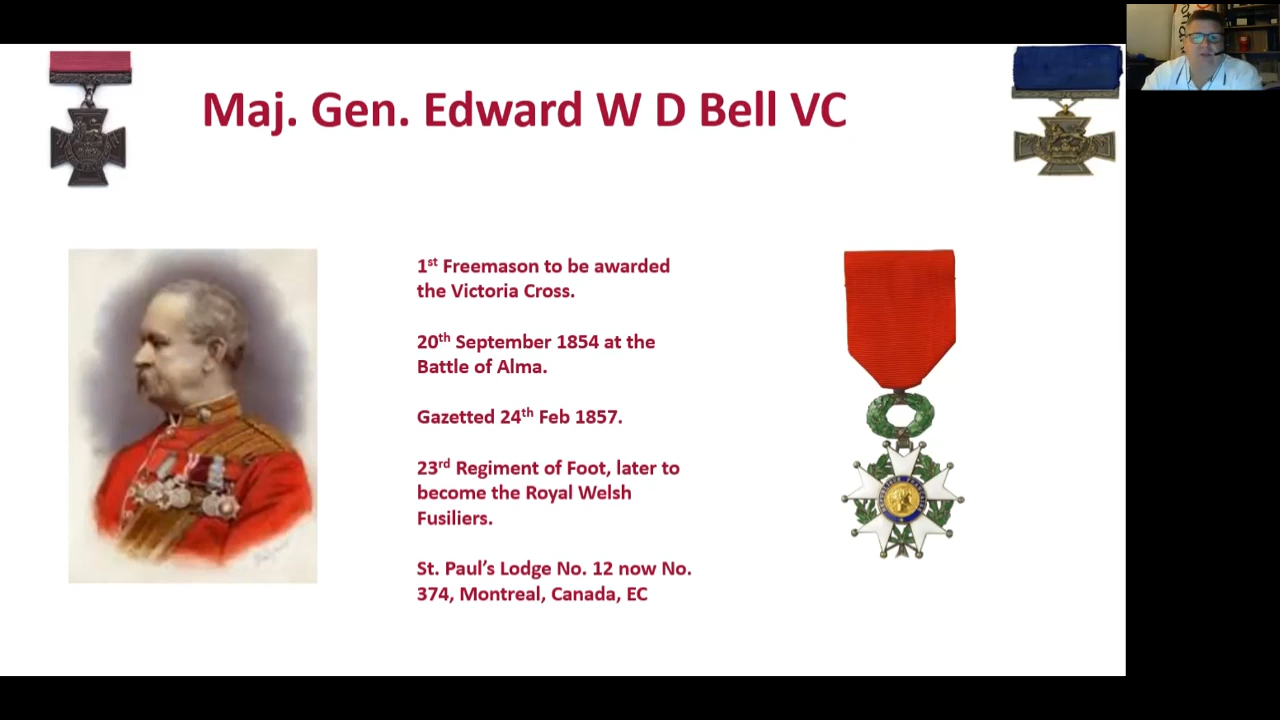 Maj. Gen. Edward W D Bell VC
1st Freemason to be awarded
the Victoria Cross.
20th September 1854 at the
Battle of Alma.
Gazetted 24th Feb 1857.
23rd Regiment of Foot, later to
become the Royal Welsh
Fusiliers.
St. Paul’s Lodge No. 12 now No.
374, Montreal, Canada, EC